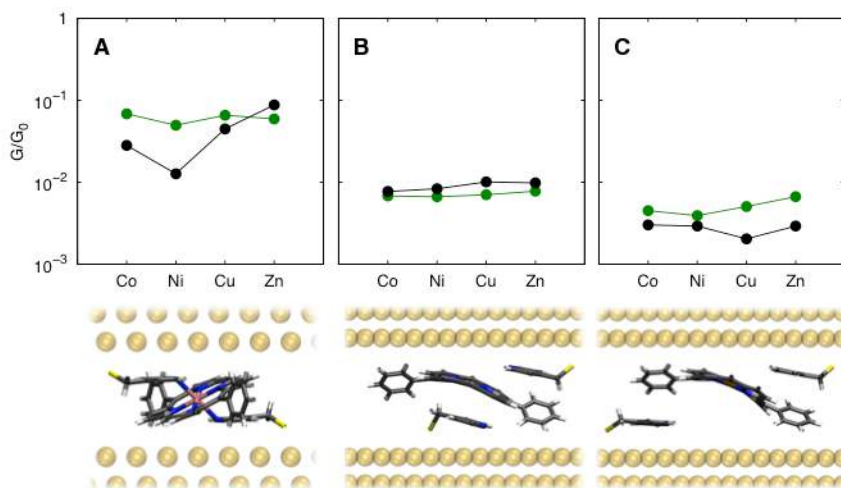 A
B
C
1
10⁻¹
10⁻²
10⁻³
G/G₀
Co Ni Cu Zn
Co Ni Cu Zn
Co Ni Cu Zn